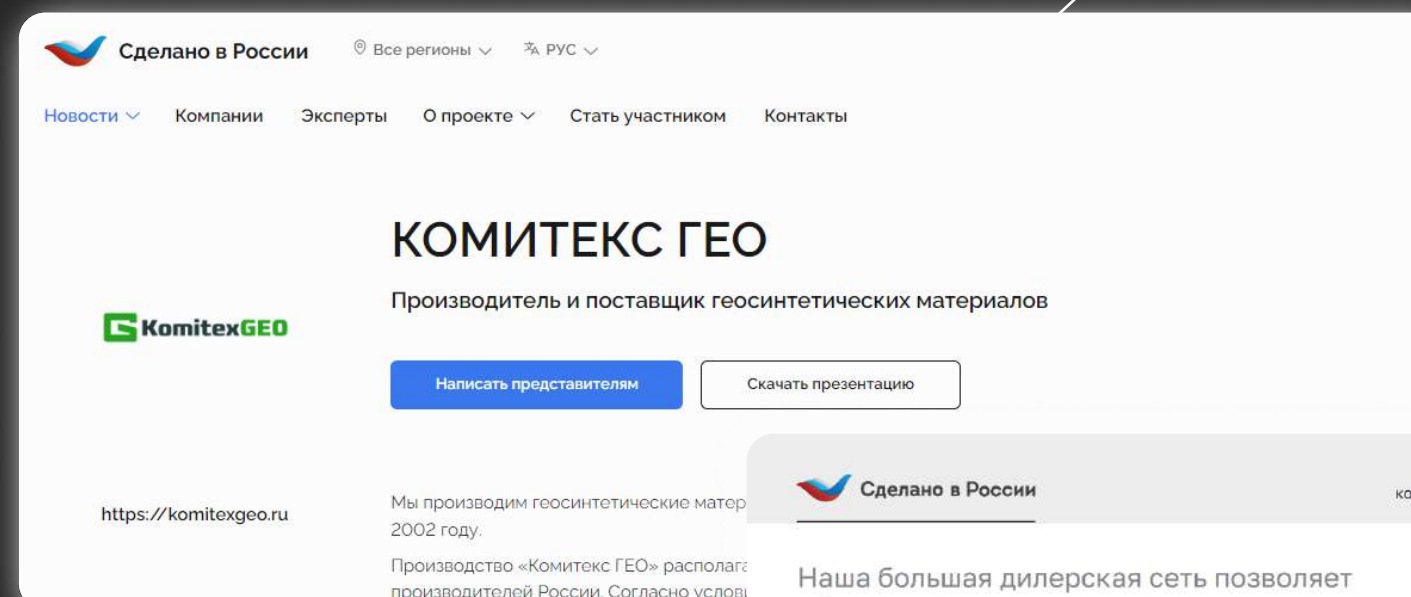 Сделано в России
Все регионы
РУС
Новости
Компании
Эксперты
О проекте
Стать участником
Контакты
КОМИТЕКС ГЕО
Производитель и поставщик геосинтетических материалов
KomitexGEO
Написать представителям
Скачать презентацию
https://komitexgeo.ru
Мы производим геосинтетические матер
2002 году.
Производство «Комитекс ГЕО» располага
производителей России. Согласно услов
Сделано в России
ко
Наша большая дилерская сеть позволяет